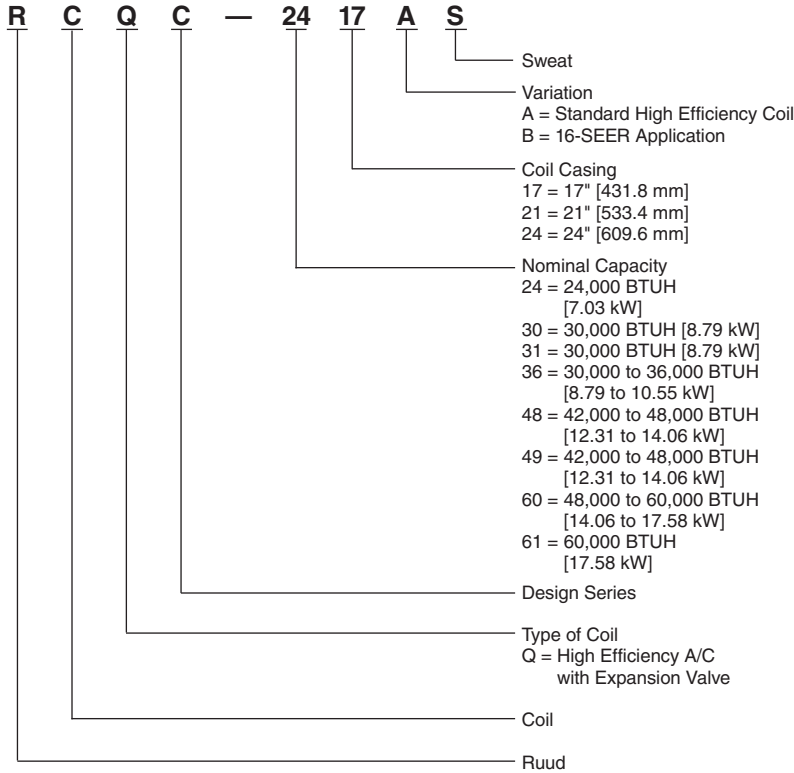 R C Q C — 24 17 A S
Sweat
Variation
A = Standard High Efficiency Coil
B = 16-SEER Application
Coil Casing
17 = 17" [431.8 mm]
21 = 21" [533.4 mm]
24 = 24" [609.6 mm]
Nominal Capacity
24 = 24,000 BTUH
[7.03 kW]
30 = 30,000 BTUH [8.79 kW]
31 = 30,000 BTUH [8.79 kW]
36 = 30,000 to 36,000 BTUH
[8.79 to 10.55 kW]
48 = 42,000 to 48,000 BTUH
[12.31 to 14.06 kW]
49 = 42,000 to 48,000 BTUH
[12.31 to 14.06 kW]
60 = 48,000 to 60,000 BTUH
[14.06 to 17.58 kW]
61 = 60,000 BTUH
[17.58 kW]
Design Series
Type of Coil
Q = High Efficiency A/C
with Expansion Valve
Coil
Ruud